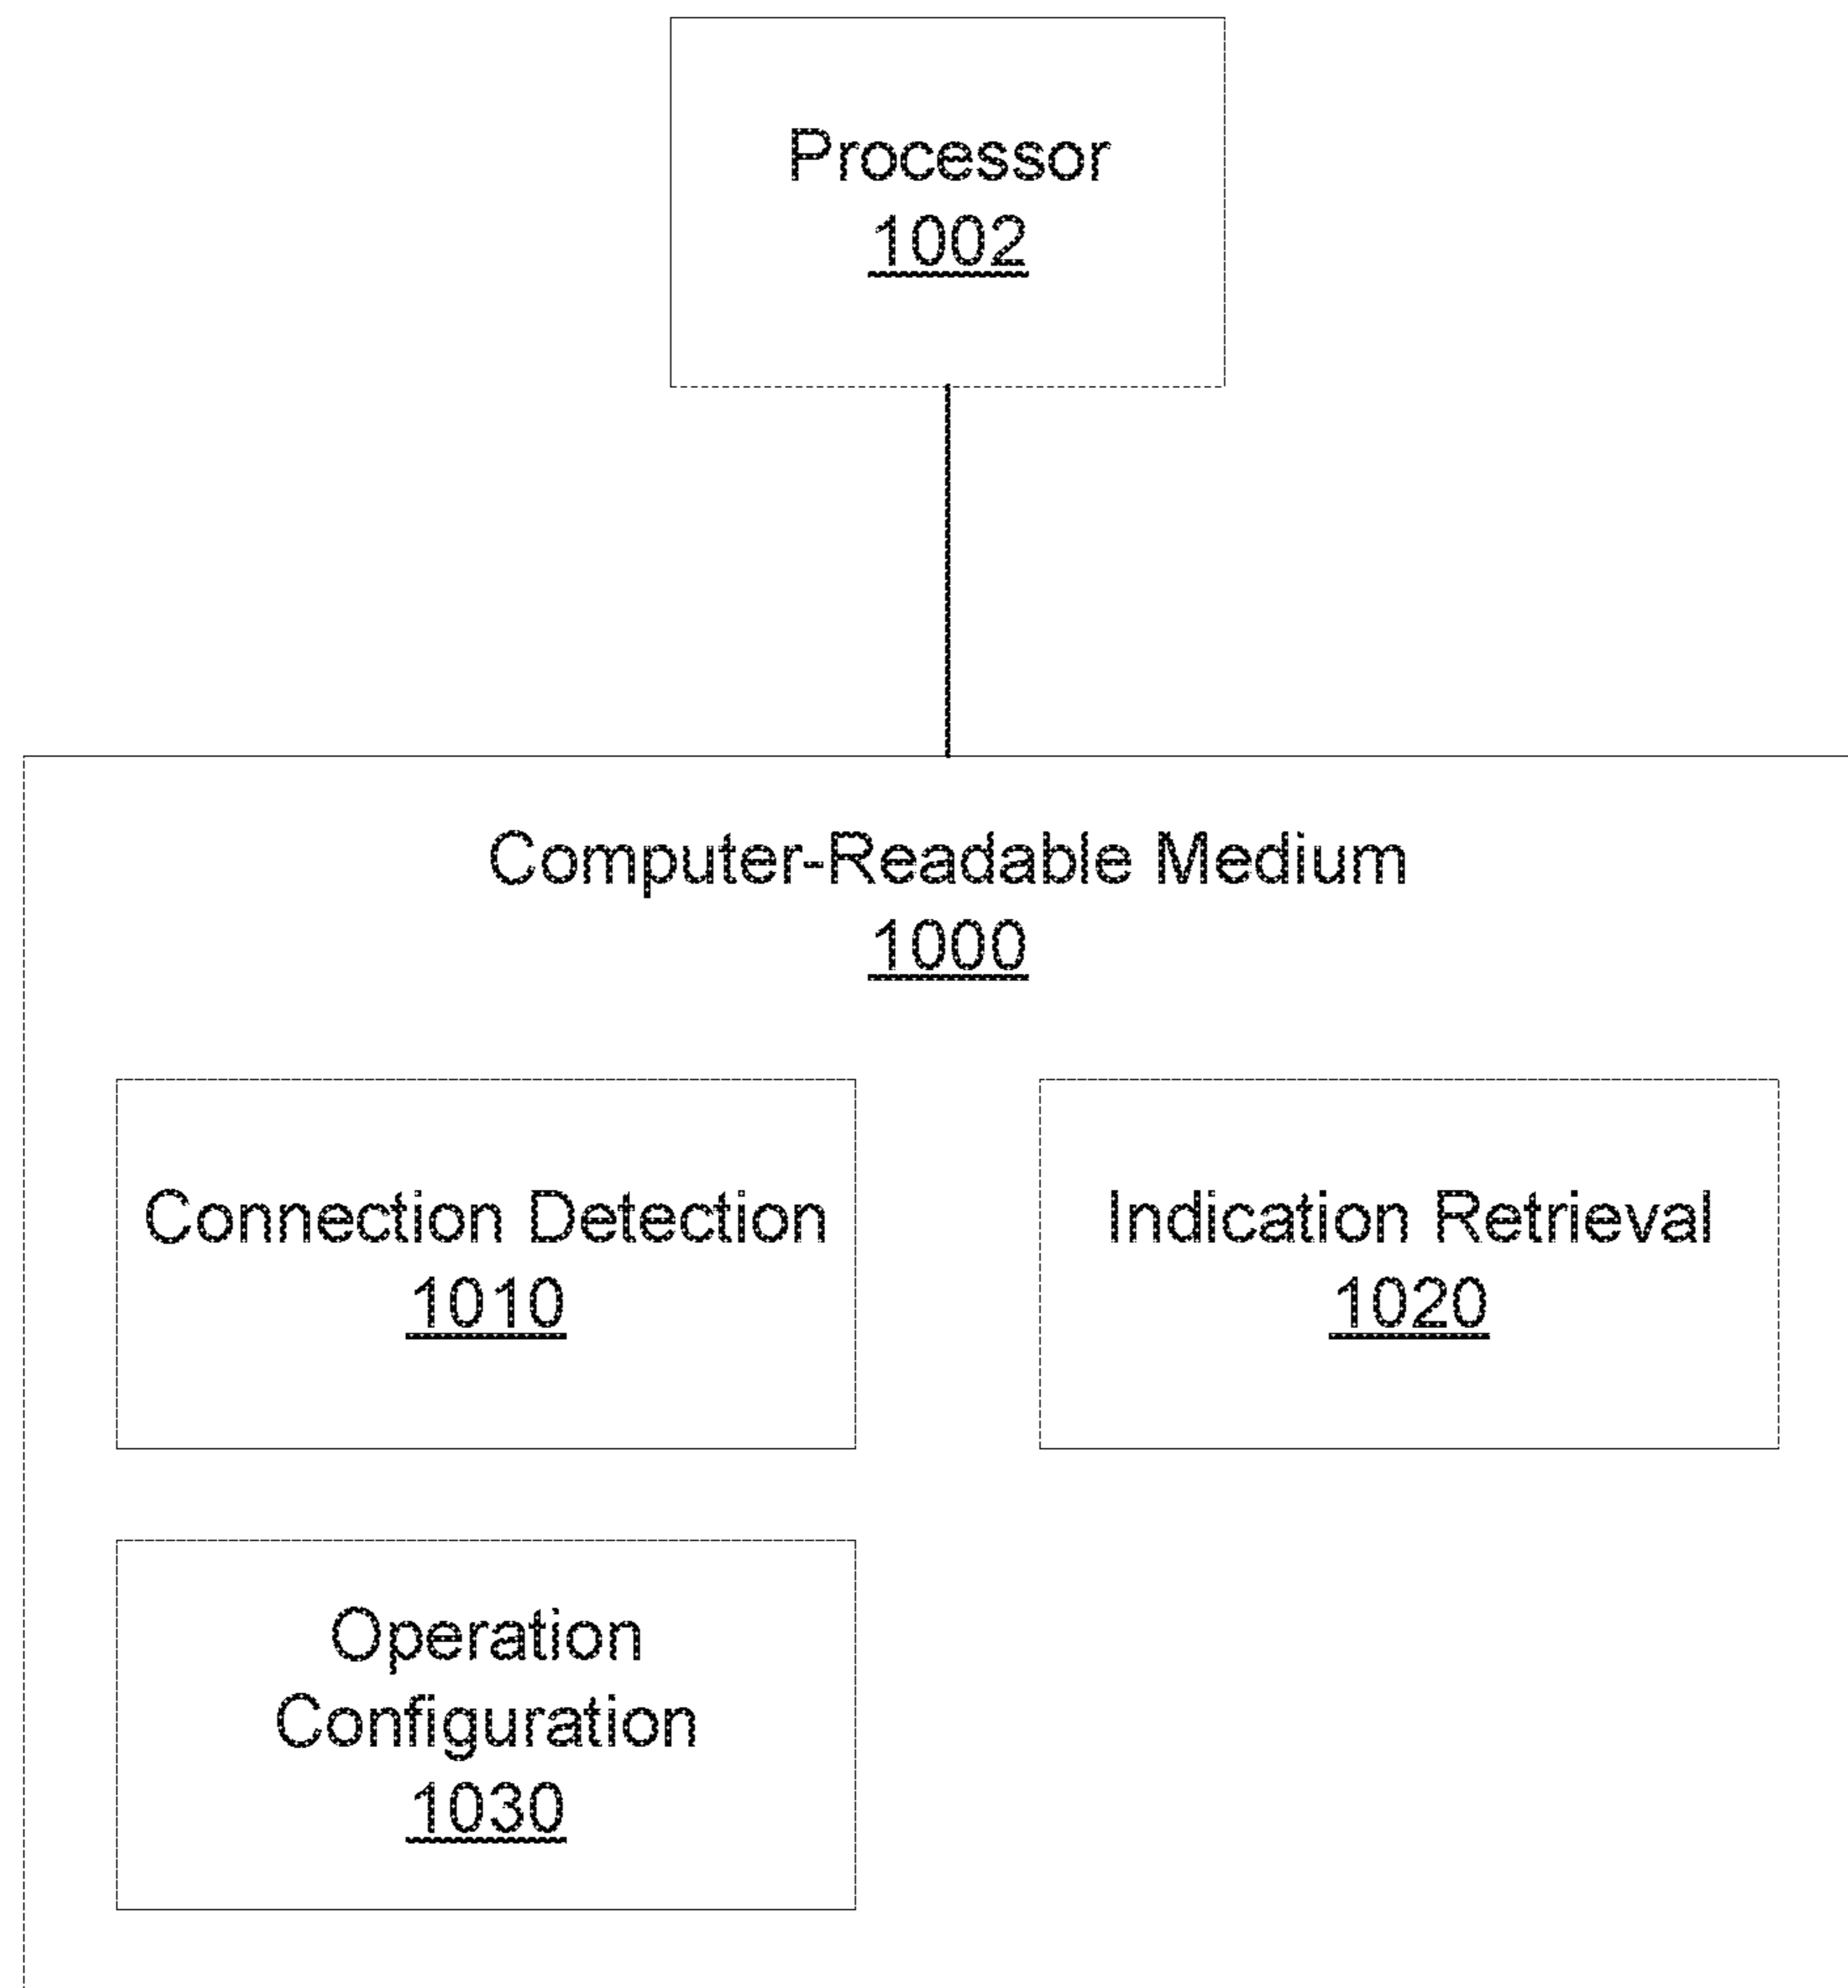 Processor
1002
Computer-Readable Medium
1000
Connection Detection
1010
Indication Retrieval
1020
Operation
Configuration
1030